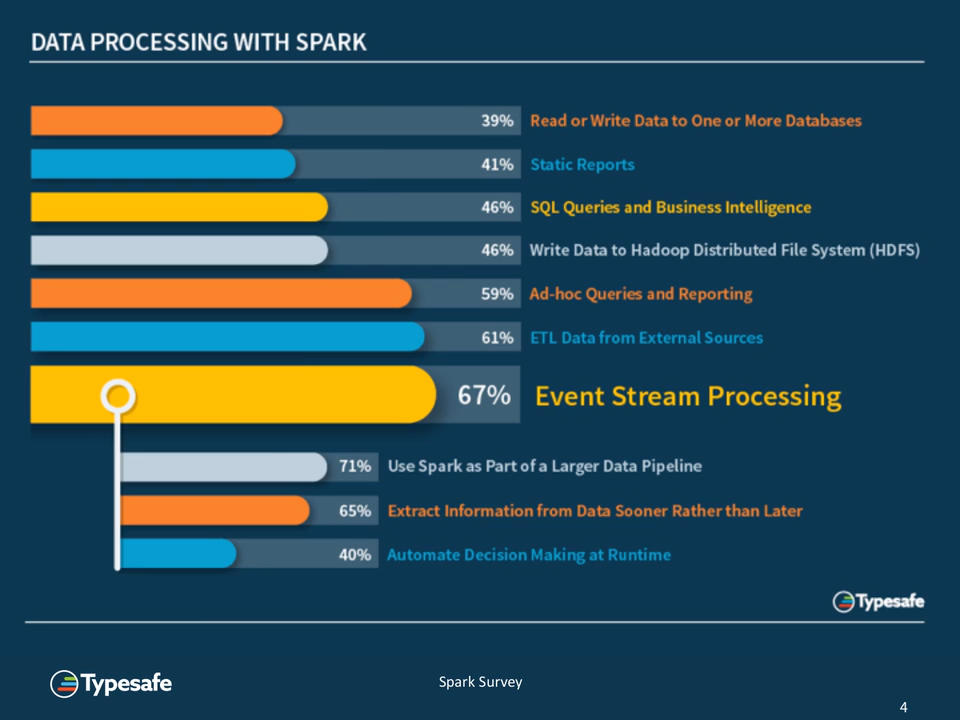 DATA PROCESSING WITH SPARK
39% Read or Write Data to One or More Databases
41% Static Reports
46% SQL Queries and Business Intelligence
46% Write Data to Hadoop Distributed File System (HDFS)
59% Ad-hoc Queries and Reporting
61% ETL Data from External Sources
67% Event Stream Processing
71% Use Spark as Part of a Larger Data Pipeline
65% Extract Information from Data Sooner Rather than Later
40% Automate Decision Making at Runtime
Typesafe
Typesafe
Spark Survey
4